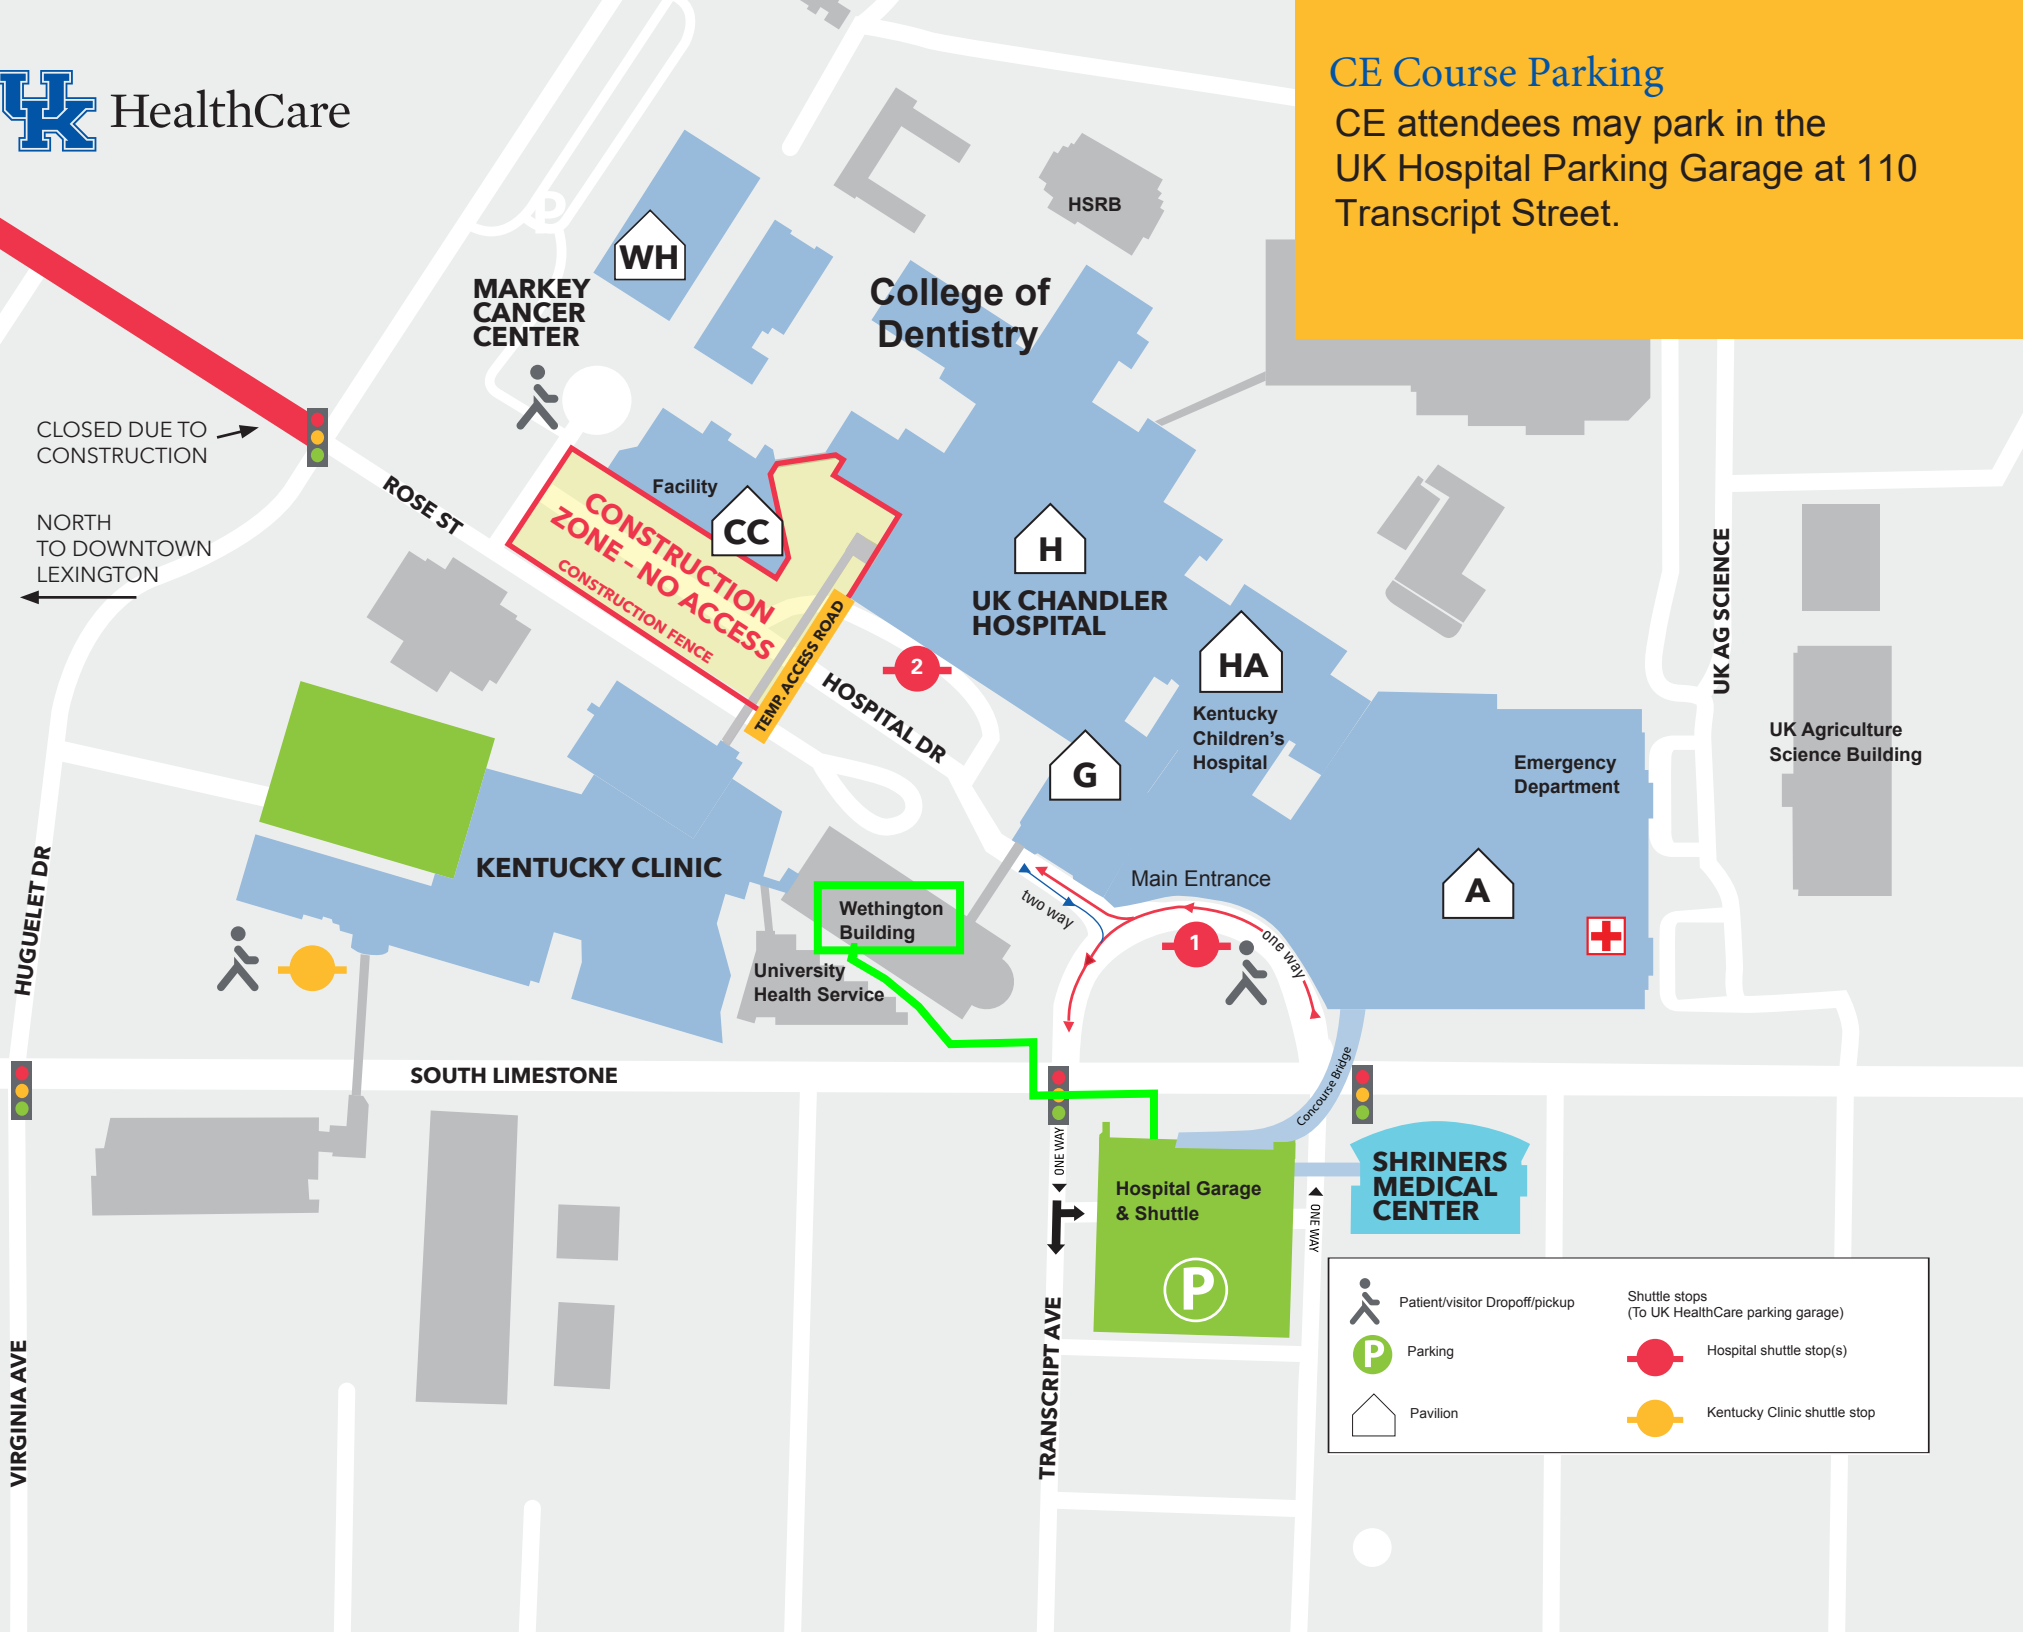 UK HealthCare
CE Course Parking
CE attendees may park in the
UK Hospital Parking Garage at 110
Transcript Street.
P
HSRB
WH
MARKEY
CANCER
CENTER
College of
Dentistry
CLOSED DUE TO
CONSTRUCTION
ROSE ST
NORTH
TO DOWNTOWN
LEXINGTON
Facility
CC
CONSTRUCTION
ZONE - NO ACCESS
CONSTRUCTION FENCE
TEMP. ACCESS ROAD
H
UK CHANDLER
HOSPITAL
2
HOSPITAL DR
HA
Kentucky
Children's
Hospital
G
Emergency
Department
UK AG SCIENCE
UK Agriculture
Science Building
KENTUCKY CLINIC
HUGUELET DR
Wethington
Building
University
Health Service
two way
Main Entrance
1
one way
A
SOUTH LIMESTONE
Concourse Bridge
ONE WAY
Hospital Garage
& Shuttle
P
ONE WAY
SHRINERS
MEDICAL
CENTER
TRANSCRIPT AVE
VIRGINIA AVE
Patient/visitor Dropoff/pickup
P
Parking
Pavilion
Shuttle stops
(To UK HealthCare parking garage)
Hospital shuttle stop(s)
Kentucky Clinic shuttle stop